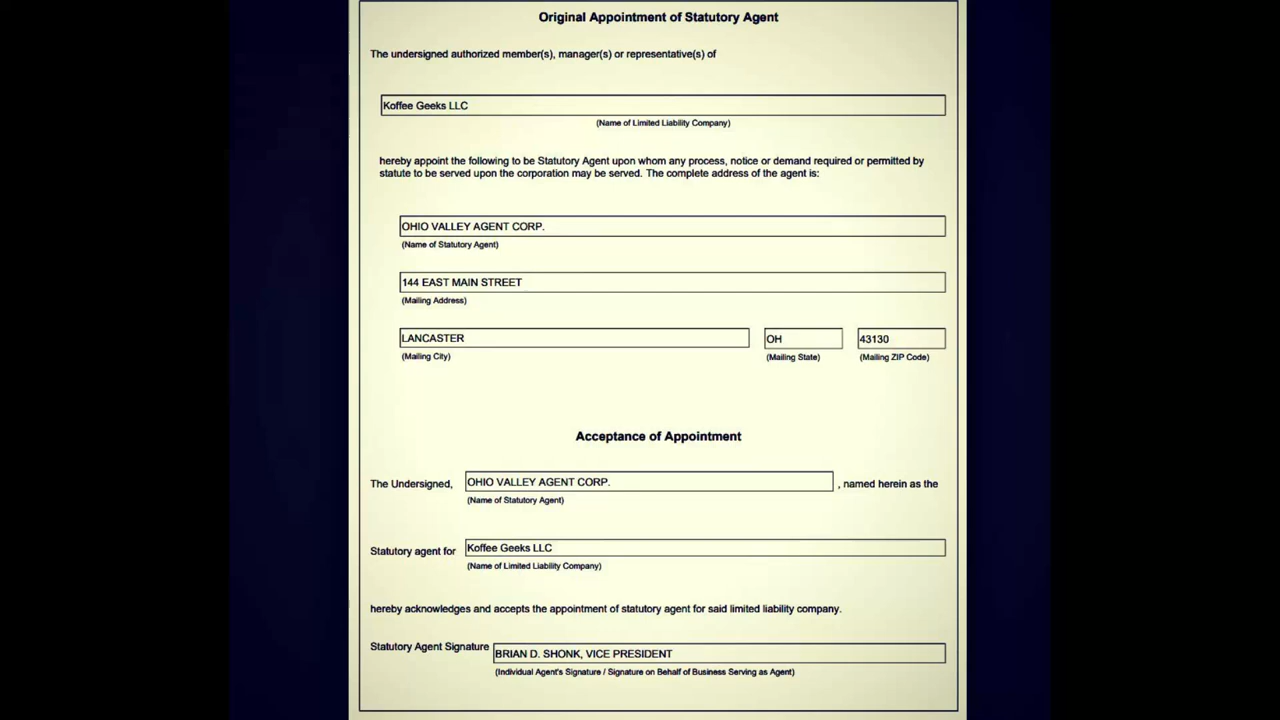 Original Appointment of Statutory Agent
The undersigned authorized member(s), manager(s) or representative(s) of
Koffee Geeks LLC
(Name of Limited Liability Company)
hereby appoint the following to be Statutory Agent upon whom any process, notice or demand required or permitted by
statute to be served upon the corporation may be served. The complete address of the agent is:
OHIO VALLEY AGENT CORP.
(Name of Statutory Agent)
144 EAST MAIN STREET
(Mailing Address)
LANCASTER OH 43130
(Mailing City) (Mailing State) (Mailing ZIP Code)
Acceptance of Appointment
The Undersigned, OHIO VALLEY AGENT CORP. , named herein as the
(Name of Statutory Agent)
Statutory agent for Koffee Geeks LLC
(Name of Limited Liability Company)
hereby acknowledges and accepts the appointment of statutory agent for said limited liability company.
Statutory Agent Signature BRIAN D. SHONK, VICE PRESIDENT
(Individual Agent's Signature / Signature on Behalf of Business Serving as Agent)